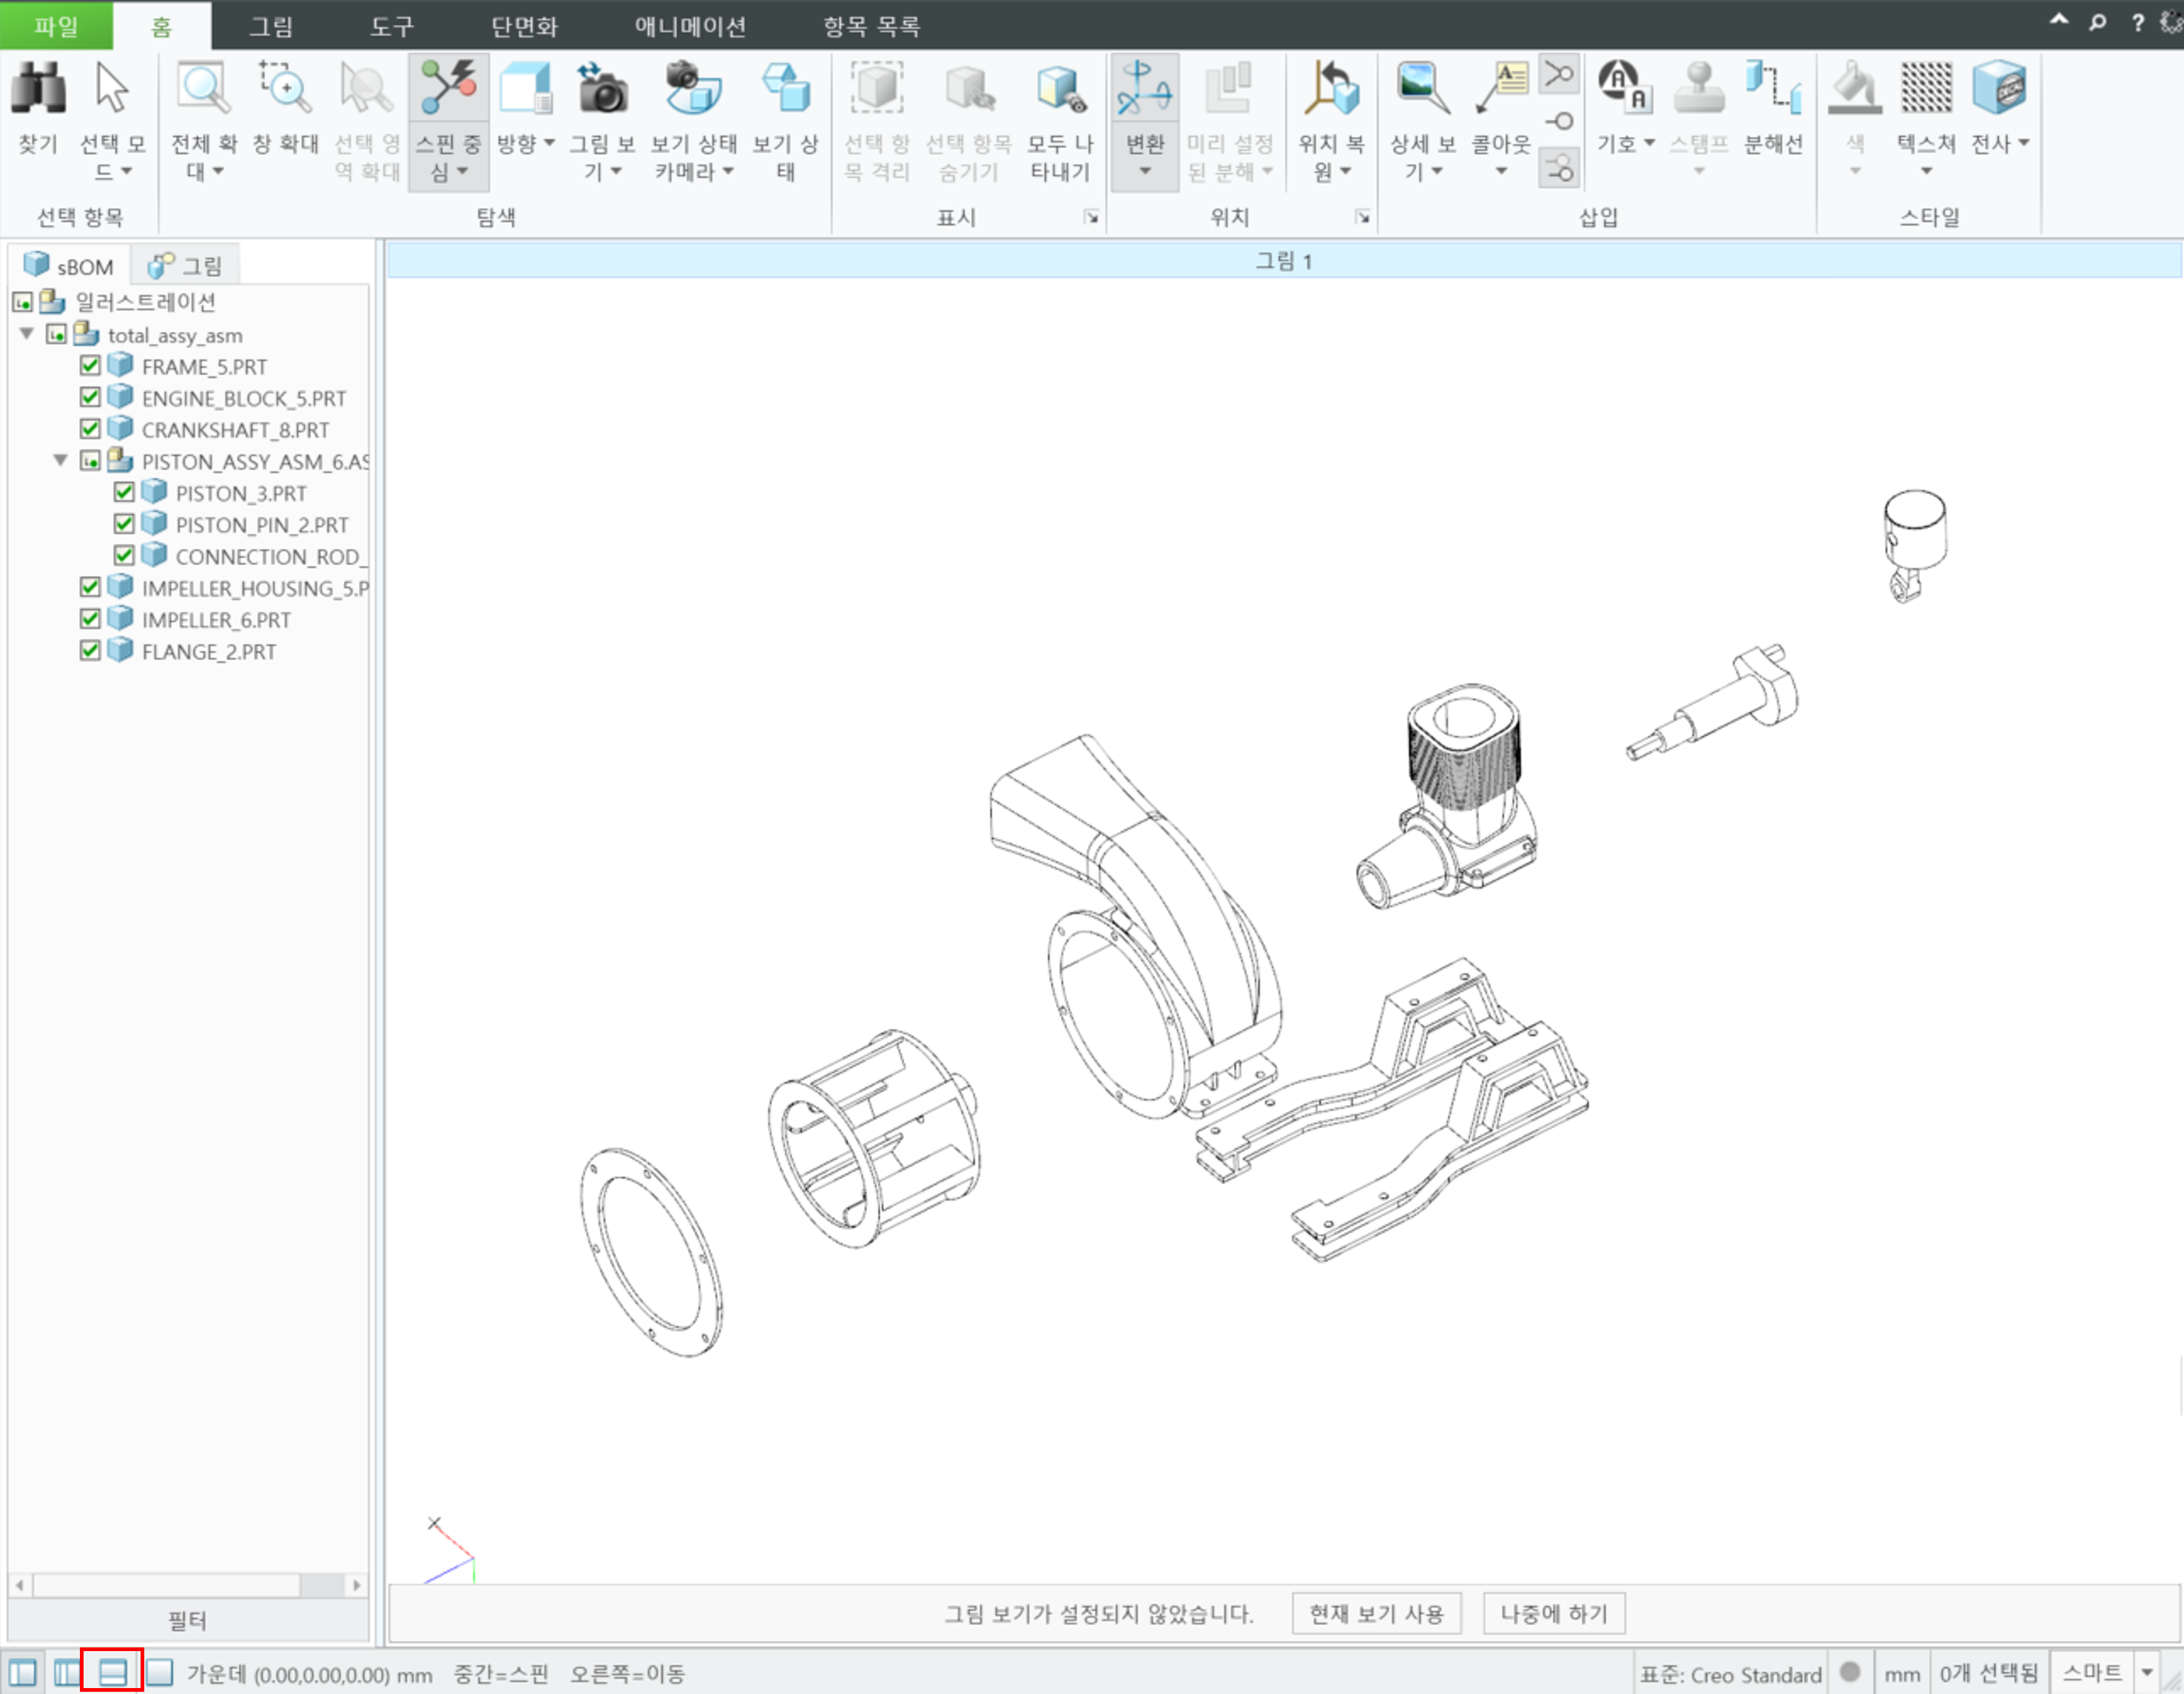 파일 홈 그림 도구 단면화 애니메이션 항목 목록
찾기 선택 모드 전체 확대 창 확대 선택 영역 확대 스핀 중심 방향 그림 보기 보기 상태 카메라 보기 상태 선택 항목 격리 선택 항목 숨기기 모두 나타내기 변환 미리 설정된 분해 위치 복원 상세 보기 콜아웃 기호 스탬프 분해선 색 텍스쳐 전사
선택 항목 탐색 표시 위치 삽입 스타일
sBOM 그림
그림 1
일러스트레이션
total_assy_asm
FRAME_5.PRT
ENGINE_BLOCK_5.PRT
CRANKSHAFT_8.PRT
PISTON_ASSY_ASM_6.AS
PISTON_3.PRT
PISTON_PIN_2.PRT
CONNECTION_ROD_
IMPELLER_HOUSING_5.P
IMPELLER_6.PRT
FLANGE_2.PRT
필터
그림 보기가 설정되지 않았습니다. 현재 보기 사용 나중에 하기
가운데 (0.00,0.00,0.00) mm 중간=스핀 오른쪽=이동 표준: Creo Standard mm 0개 선택됨 스마트